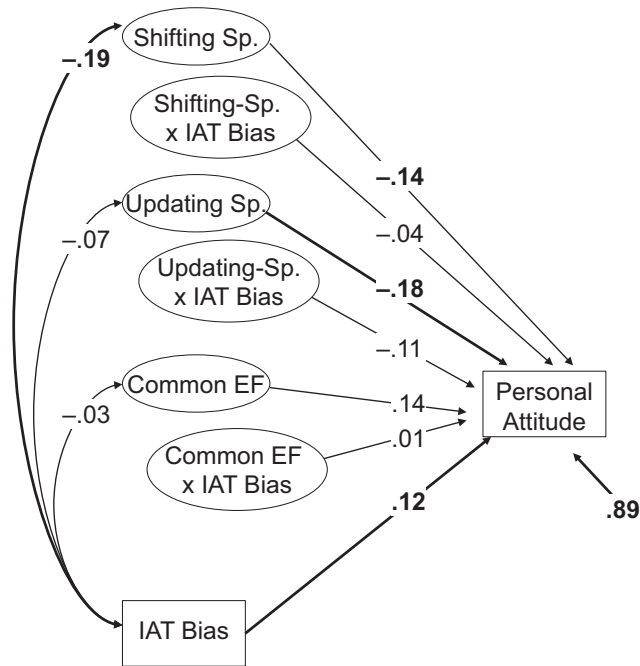 Shifting Sp.
–.19
Shifting-Sp.
x IAT Bias
–.14
Updating Sp.
–.04
–.07
Updating-Sp.
x IAT Bias
–.18
–.11
Common EF
–.03
.14
Personal
Attitude
.01
Common EF
x IAT Bias
.12
.89
IAT Bias